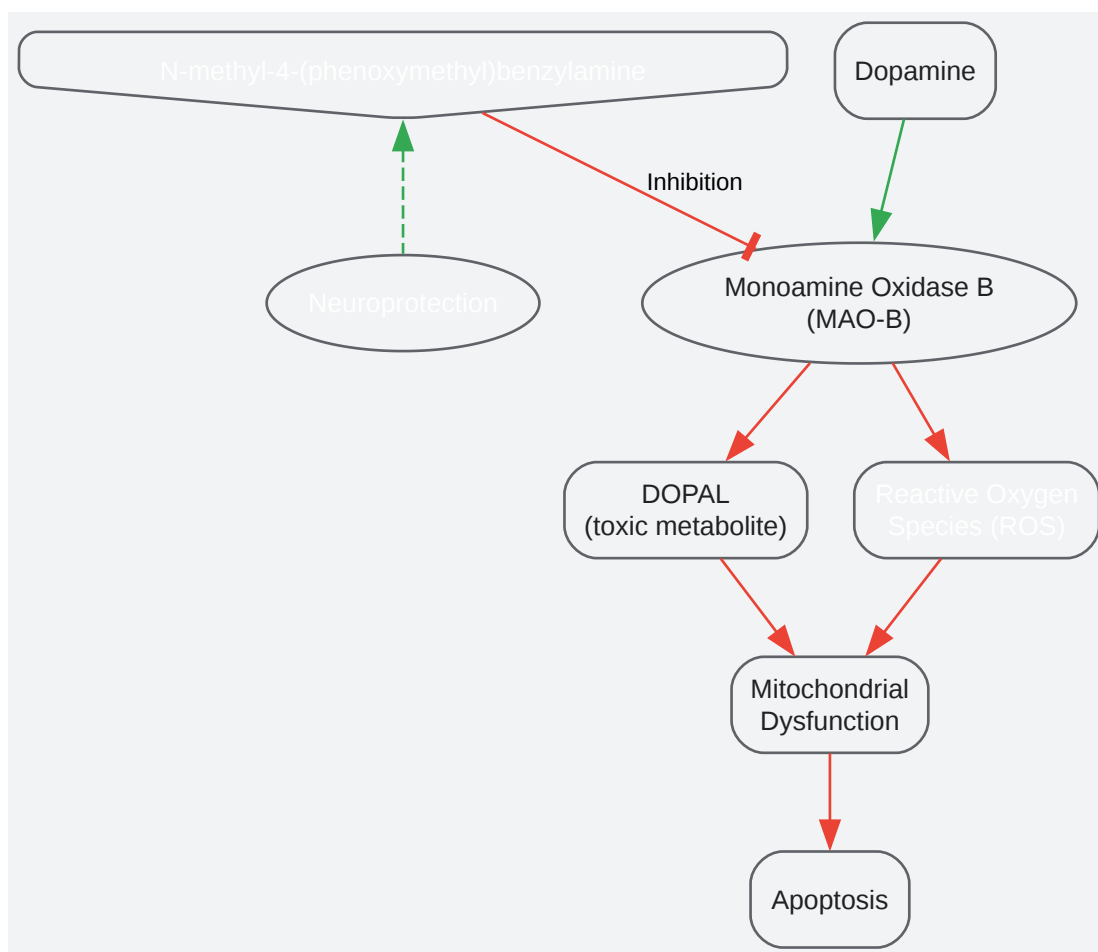 N-methyl-4-(phenoxymethyl)benzylamine
Dopamine
Inhibition
Neuroprotection
Monoamine Oxidase B
(MAO-B)
DOPAL
(toxic metabolite)
Reactive Oxygen
Species (ROS)
Mitochondrial
Dysfunction
Apoptosis